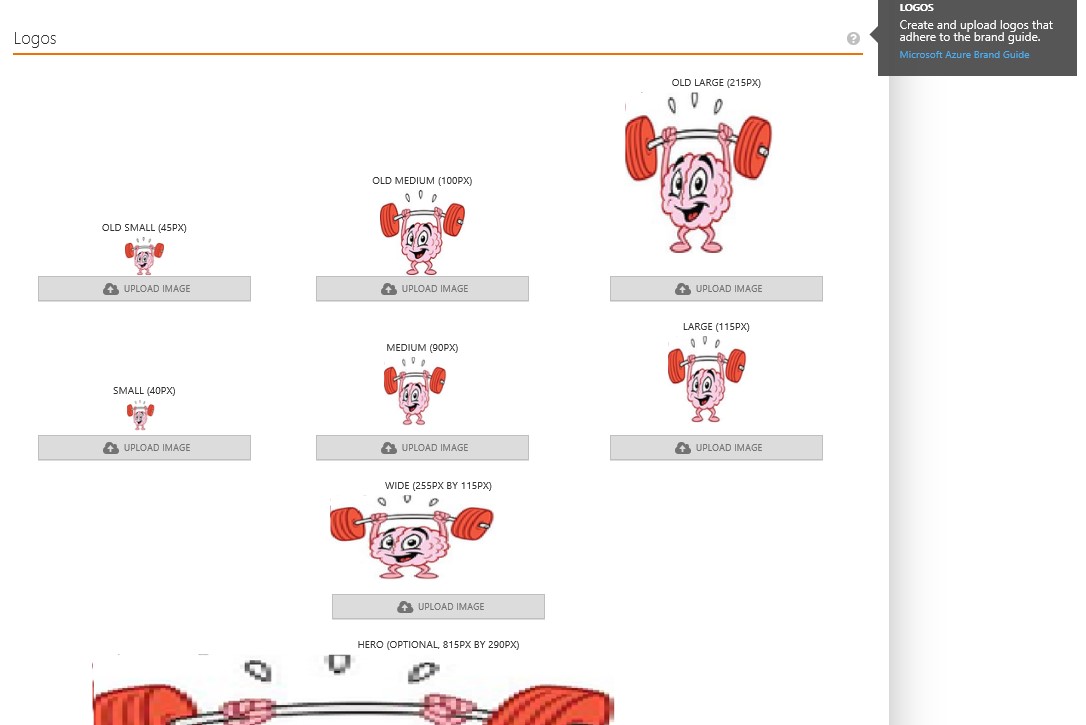 LOGOS
Create and upload logos that
adhere to the brand guide.
Microsoft Azure Brand Guide
Logos
?
OLD LARGE (215PX)
OLD MEDIUM (100PX)
OLD SMALL (45PX)
UPLOAD IMAGE
UPLOAD IMAGE
UPLOAD IMAGE
LARGE (115PX)
MEDIUM (90PX)
SMALL (40PX)
UPLOAD IMAGE
UPLOAD IMAGE
UPLOAD IMAGE
WIDE (255PX BY 115PX)
UPLOAD IMAGE
HERO (OPTIONAL, 815PX BY 290PX)